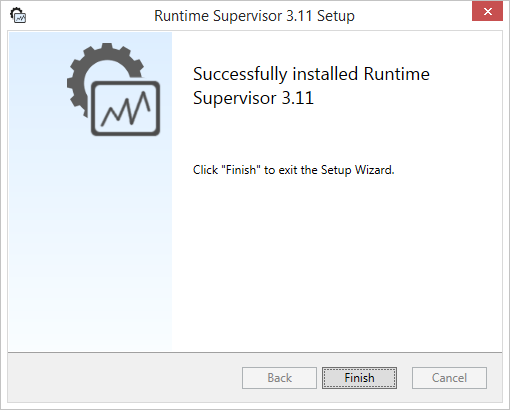 Runtime Supervisor 3.11 Setup
Successfully installed Runtime
Supervisor 3.11
Click "Finish" to exit the Setup Wizard.
Back Finish Cancel